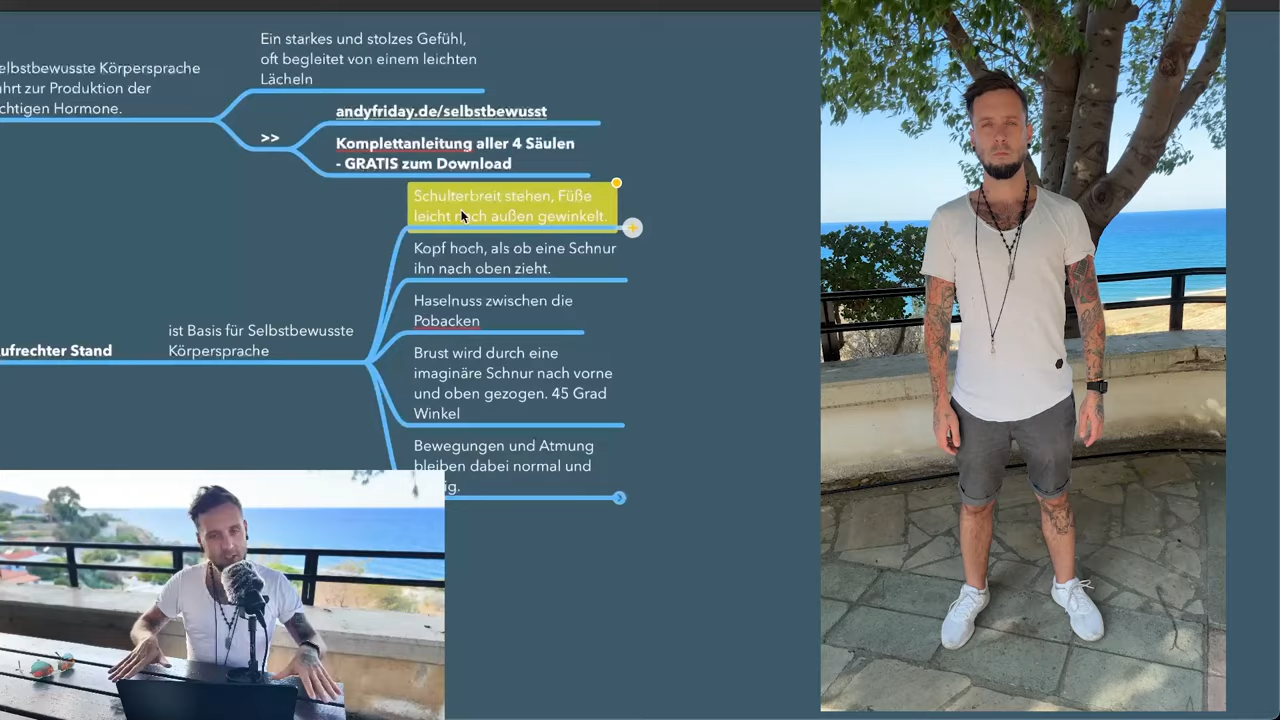 elbstbewusste Körpersprache
hrt zur Produktion der
chtigen Hormone.
Ein starkes und stolzes Gefühl,
oft begleitet von einem leichten
Lächeln
>>
andyfriday.de/selbstbewusst
Komplettanleitung aller 4 Säulen
- GRATIS zum Download
ufrechter Stand
ist Basis für Selbstbewusste
Körpersprache
Schulterbreit stehen, Füße
leicht nach außen gewinkelt.
Kopf hoch, als ob eine Schnur
ihn nach oben zieht.
Haselnuss zwischen die
Pobacken
Brust wird durch eine
imaginäre Schnur nach vorne
und oben gezogen. 45 Grad
Winkel
Bewegungen und Atmung
bleiben dabei normal und
ig.